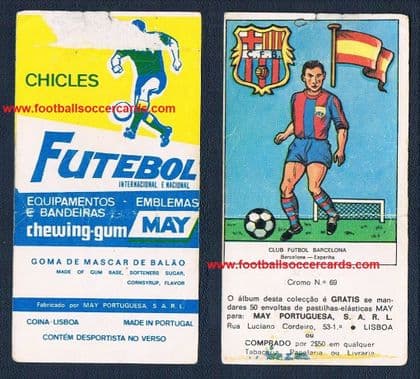 CHICLES
www.footballsoccercards.com
FUTEBOL
INTERNACIONAL E NACIONAL
EQUIPAMENTOS - EMBLEMAS
E BANDEIRAS
chewing-gum MAY
GOMA DE MASCAR DE BALÃO
MADE OF GUM BASE, SOFTENERS SUGAR,
CORNSYRUP, FLAVOR
Fabricado por MAY PORTUGUESA, S. A. R. L.
COINA-LISBOA MADE IN PORTUGAL
CONTÉM DESPORTISTA NO VERSO
C.F.B.
CLUB FUTBOL BARCELONA
Barcelona — Espanha
www.footballsoccercards.com
Cromo N.º 69
O álbum desta colecção é GRATIS se man-
dares 50 envoltas de pastilhas-elásticas MAY
para: MAY PORTUGUESA, S. A. R. L.
Rua Luciano Cordeiro, 53-1.º • LISBOA
OU
COMPRADO por 2$50 em qualquer
Tabacaria, Papelaria ou Livraria